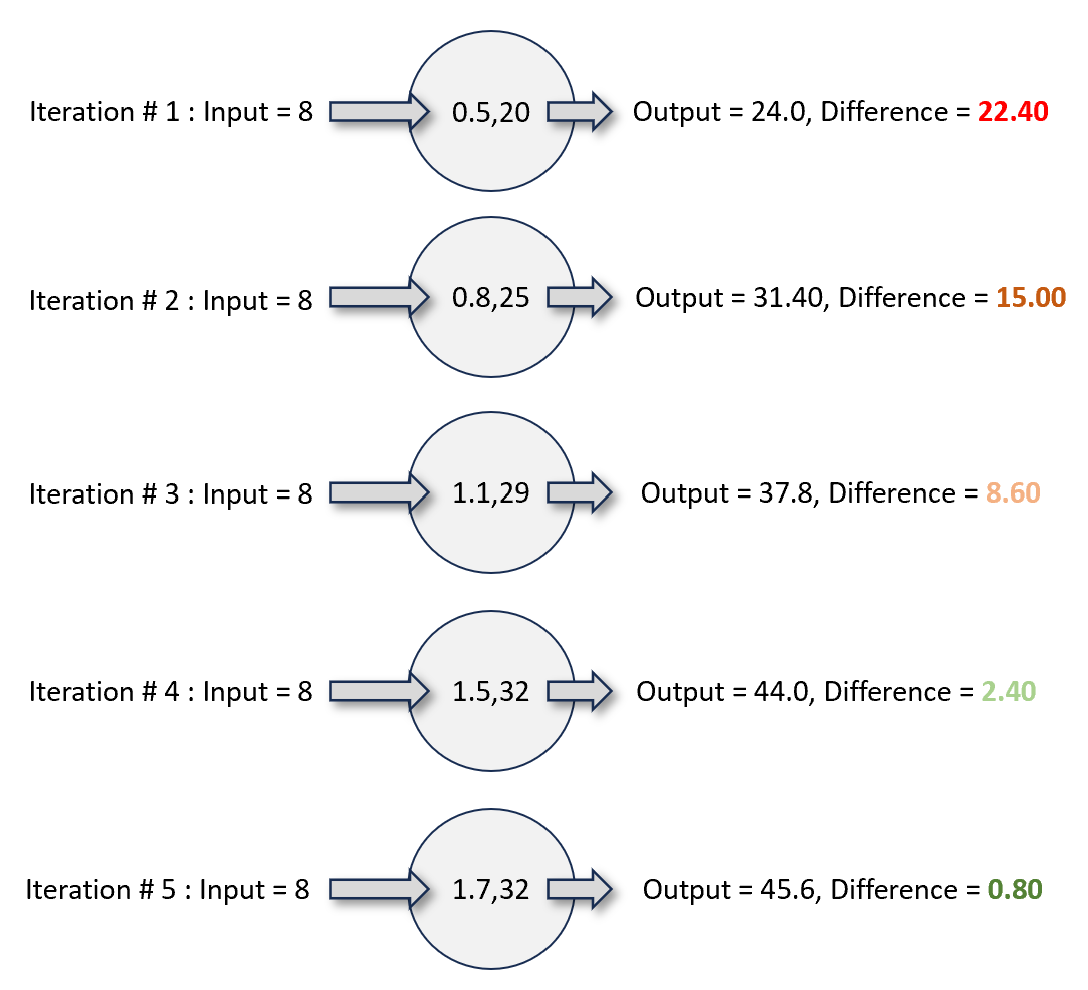 Iteration # 1 : Input = 8 0.5,20 Output = 24.0, Difference = 22.40
Iteration # 2 : Input = 8 0.8,25 Output = 31.40, Difference = 15.00
Iteration # 3 : Input = 8 1.1,29 Output = 37.8, Difference = 8.60
Iteration # 4 : Input = 8 1.5,32 Output = 44.0, Difference = 2.40
Iteration # 5 : Input = 8 1.7,32 Output = 45.6, Difference = 0.80